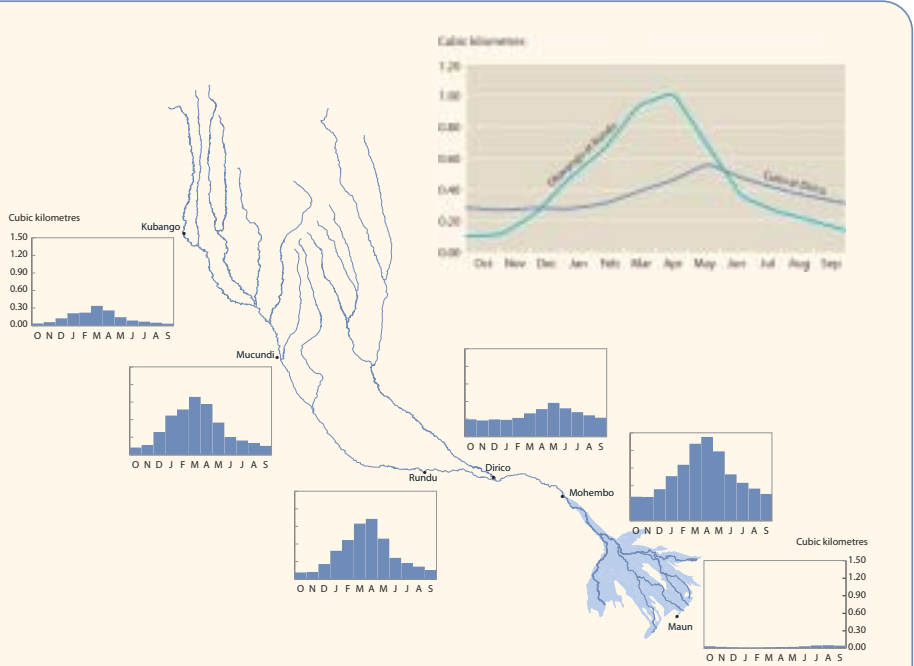 Cubic kilometres
1.20
1.00
0.80
0.60
0.40
0.20
0.00
Okavango at Rundu
Cuito at Dirico
Oct Nov Dec Jan Feb Mar Apr May Jun Jul Aug Sep
Cubic kilometres
1.50
1.20
0.90
0.60
0.30
0.00
O N D J F M A M J J A S
Kubango
Mucundi
O N D J F M A M J J A S
O N D J F M A M J J A S
Rundu
Dirico
Mohembo
O N D J F M A M J J A S
O N D J F M A M J J A S
Cubic kilometres
1.50
1.20
0.90
0.60
0.30
0.00
Maun
O N D J F M A M J J A S